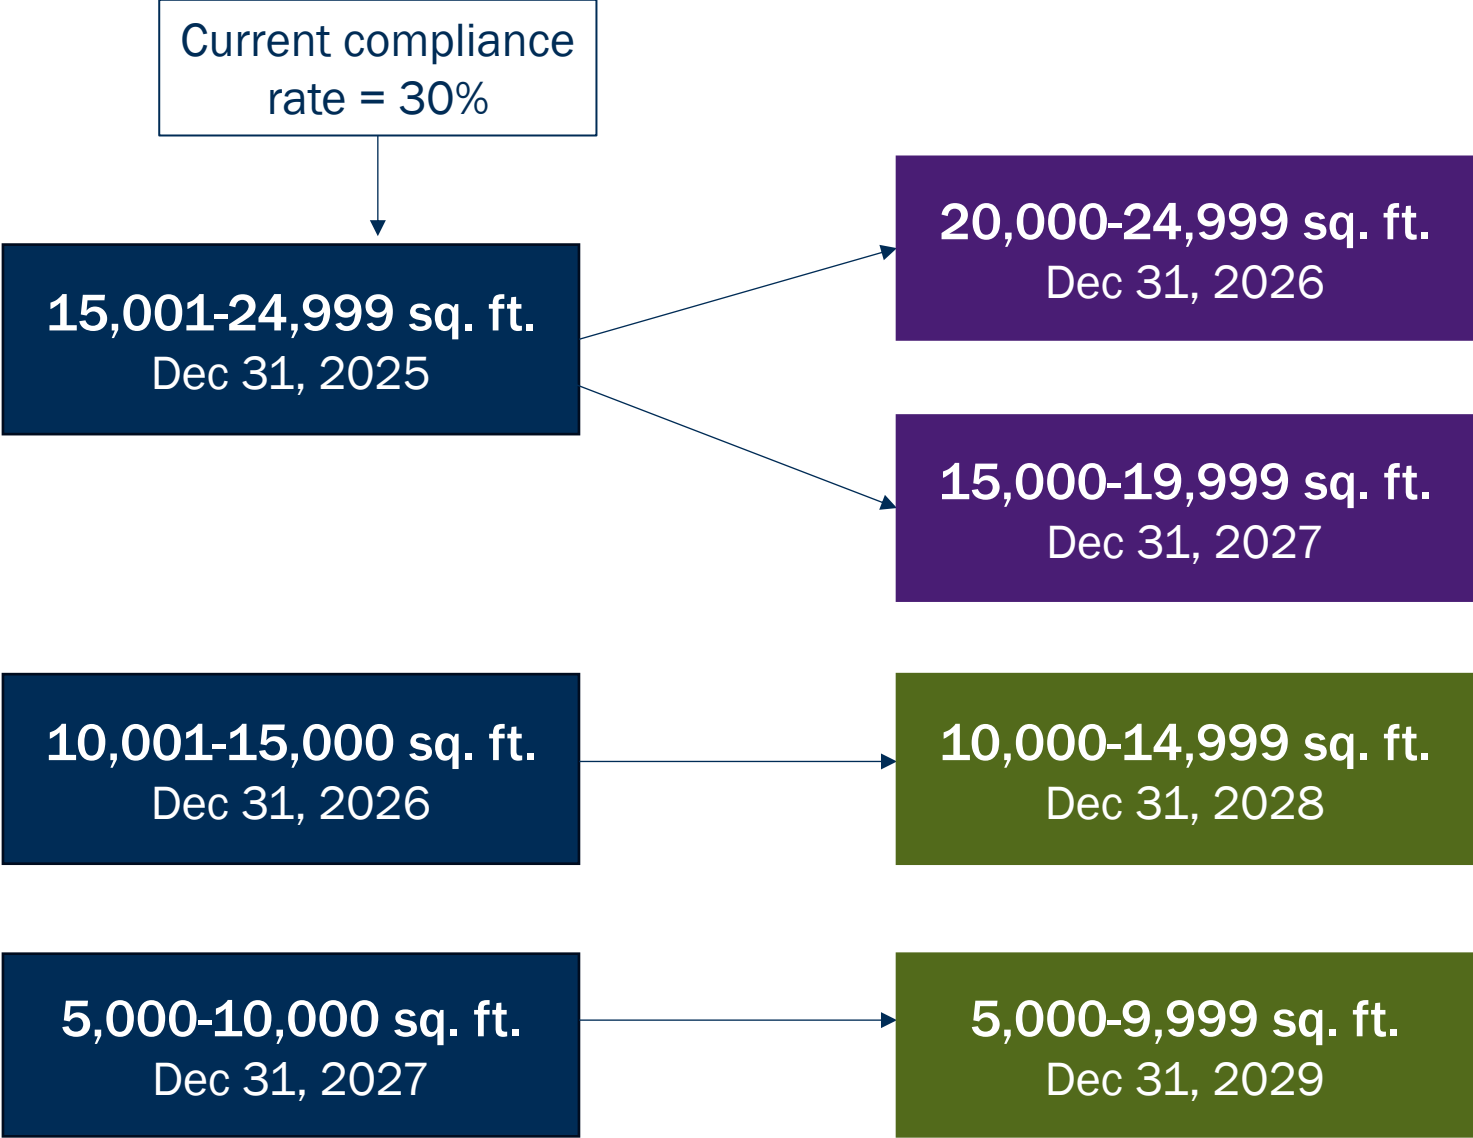 Current compliance
rate = 30%
15,001-24,999 sq. ft.
Dec 31, 2025
20,000-24,999 sq. ft.
Dec 31, 2026
15,000-19,999 sq. ft.
Dec 31, 2027
10,001-15,000 sq. ft.
Dec 31, 2026
10,000-14,999 sq. ft.
Dec 31, 2028
5,000-10,000 sq. ft.
Dec 31, 2027
5,000-9,999 sq. ft.
Dec 31, 2029